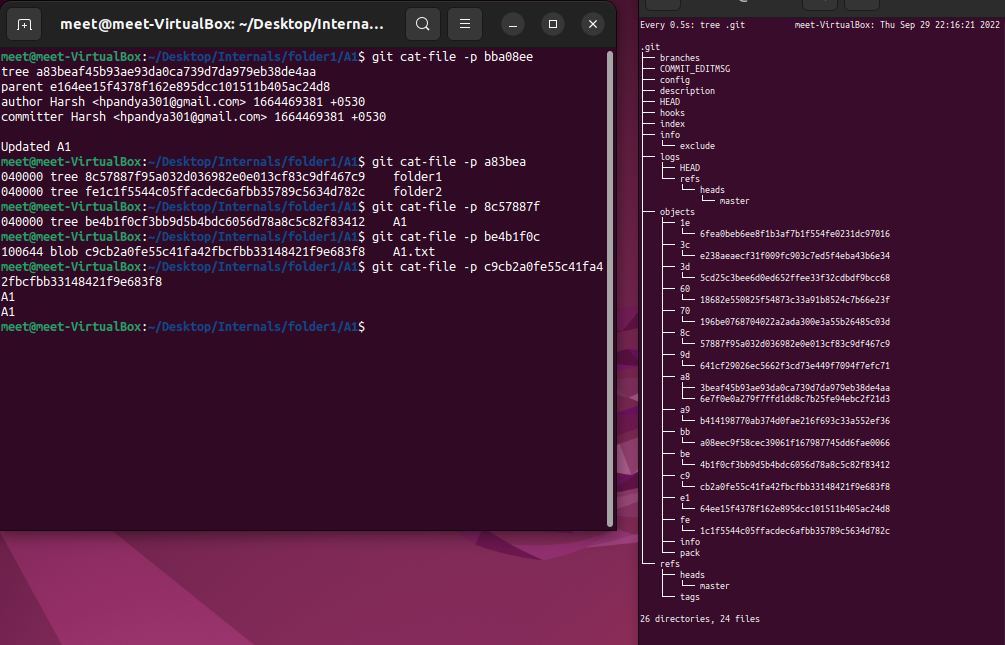 meet@meet-VirtualBox: ~/Desktop/Interna...
meet@meet-VirtualBox:~/Desktop/Internals/folder1/A1$ git cat-file -p bba08ee
tree a83beaf45b93ae93da0ca739d7da979eb38de4aa
parent e164ee15f4378f162e895dcc101511b405ac24d8
author Harsh <hpandya301@gmail.com> 1664469381 +0530
committer Harsh <hpandya301@gmail.com> 1664469381 +0530
Updated A1
meet@meet-VirtualBox:~/Desktop/Internals/folder1/A1$ git cat-file -p a83bea
040000 tree 8c57887f95a032d036982e0e013cf83c9df467c9    folder1
040000 tree fe1c1f5544c05ffacdec6afbb35789c5634d782c    folder2
meet@meet-VirtualBox:~/Desktop/Internals/folder1/A1$ git cat-file -p 8c57887f
040000 tree be4b1f0cf3bb9d5b4bdc6056d78a8c5c82f83412    A1
meet@meet-VirtualBox:~/Desktop/Internals/folder1/A1$ git cat-file -p be4b1f0c
100644 blob c9cb2a0fe55c41fa42fbcfbb33148421f9e683f8    A1.txt
meet@meet-VirtualBox:~/Desktop/Internals/folder1/A1$ git cat-file -p c9cb2a0fe55c41fa4
2fbcfbb33148421f9e683f8
A1
A1
meet@meet-VirtualBox:~/Desktop/Internals/folder1/A1$
Every 0.5s: tree .git    meet-VirtualBox: Thu Sep 29 22:16:21 2022
.git
├── branches
├── COMMIT_EDITMSG
├── config
├── description
├── HEAD
├── hooks
├── index
├── info
│   └── exclude
├── logs
│   ├── HEAD
│   └── refs
│       └── heads
│           └── master
├── objects
│   ├── 1e
│   │   └── 6fea0beb6ee8f1b3af7b1f554fe0231dc97016
│   ├── 3c
│   │   └── e238aeaecf31f009fc903c7ed5f4eba43b6e34
│   ├── 3d
│   │   └── 5cd25c3bee6d0ed652ffee33f32cdbdf9bcc68
│   ├── 60
│   │   └── 18682e550825f54873c33a91b8524c7b66e23f
│   ├── 70
│   │   └── 196be0768704022a2ada300e3a55b26485c03d
│   ├── 8c
│   │   └── 57887f95a032d036982e0e013cf83c9df467c9
│   ├── 9d
│   │   └── 641cf29026ec5662f3cd73e449f7094f7efc71
│   ├── a8
│   │   ├── 3beaf45b93ae93da0ca739d7da979eb38de4aa
│   │   └── 6e7f0e0a279f7ffd1dd8c7b25fe94ebc2f21d3
│   ├── a9
│   │   └── b414198770ab374d0fae216f693c33a552ef36
│   ├── bb
│   │   └── a08eec9f58cec39061f167987745dd6fae0066
│   ├── be
│   │   └── 4b1f0cf3bb9d5b4bdc6056d78a8c5c82f83412
│   ├── c9
│   │   └── cb2a0fe55c41fa42fbcfbb33148421f9e683f8
│   ├── e1
│   │   └── 64ee15f4378f162e895dcc101511b405ac24d8
│   ├── fe
│   │   └── 1c1f5544c05ffacdec6afbb35789c5634d782c
│   ├── info
│   └── pack
└── refs
    ├── heads
    │   └── master
    └── tags
26 directories, 24 files